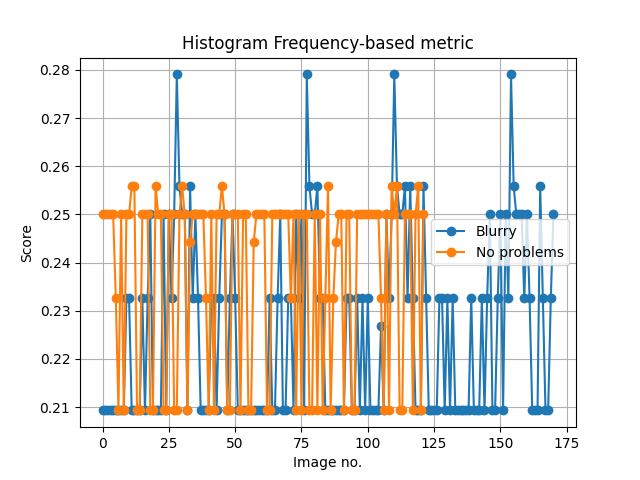 Histogram Frequency-based metric
0.28
0.27
0.26
0.25
0.24
0.23
0.22
0.21
Score
Blurry
No problems
0 25 50 75 100 125 150 175
Image no.